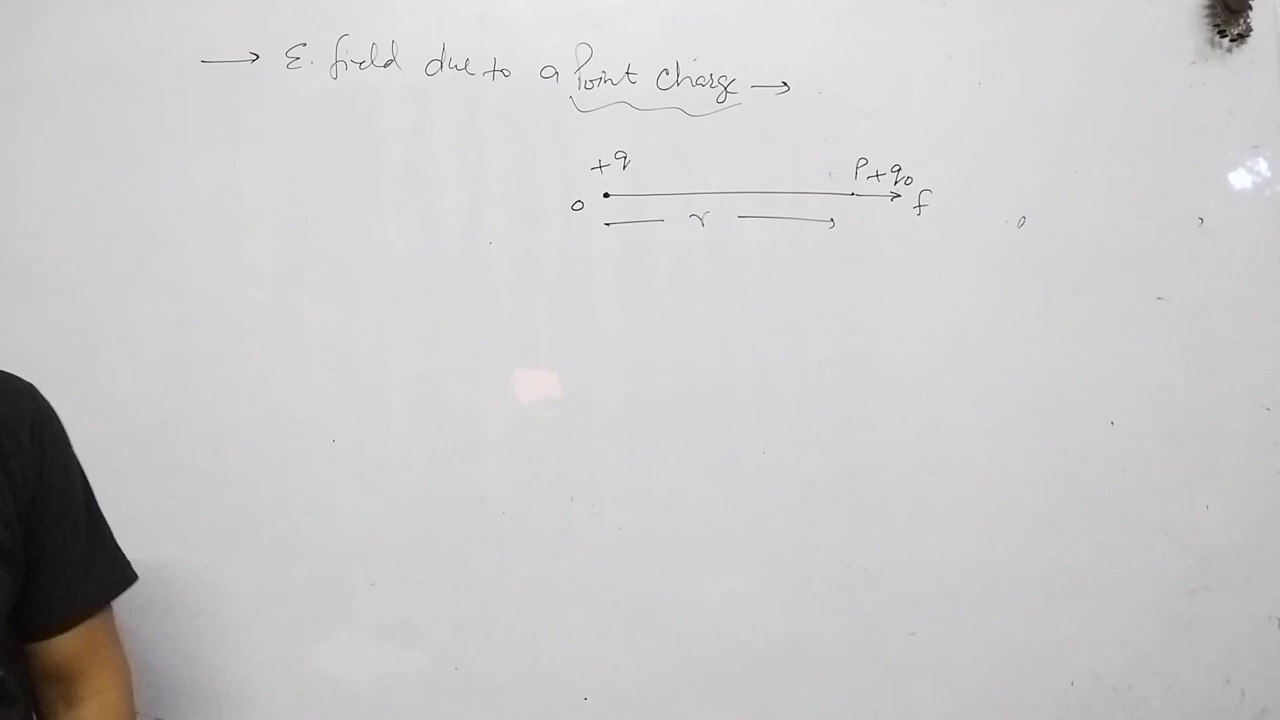 → E. field due to a Point charge →
+q P+q₀
o f
r